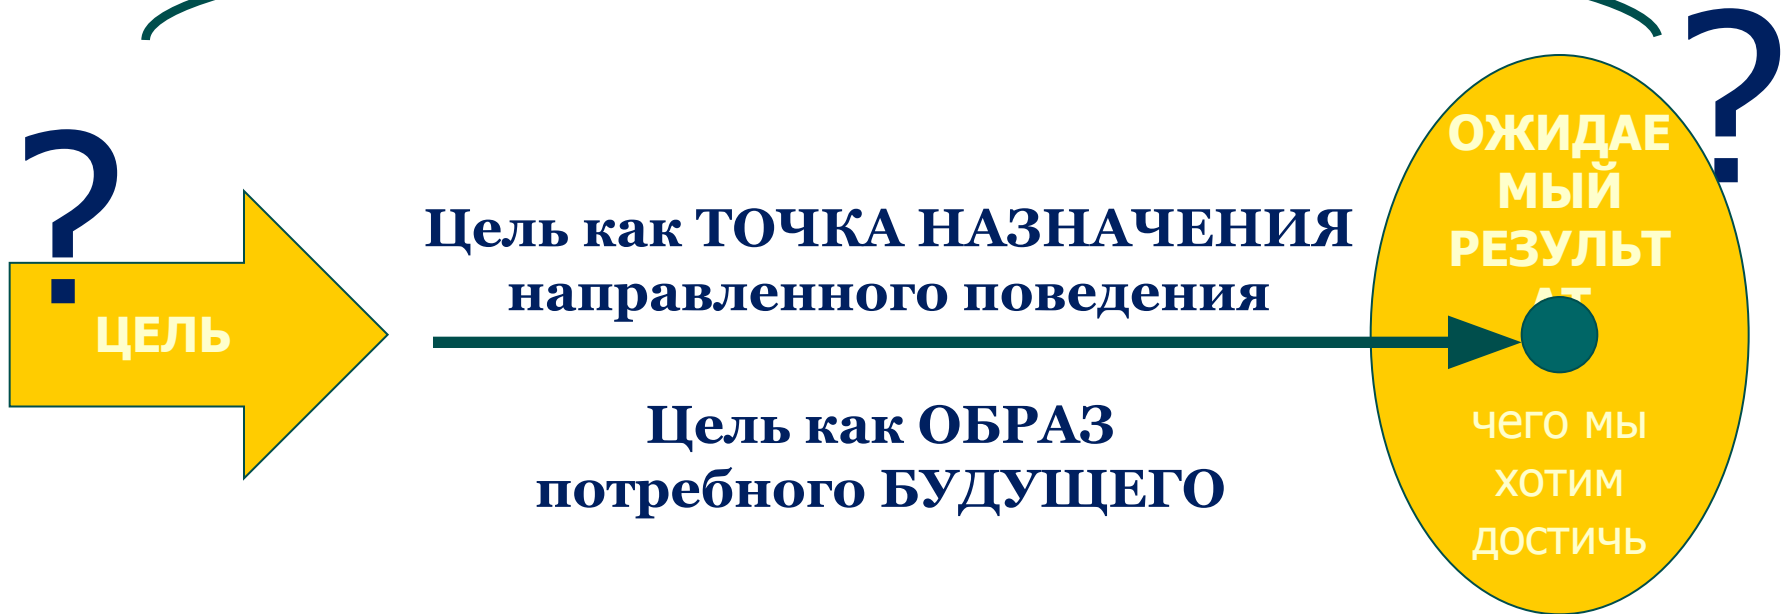 ?
?
ЦЕЛЬ
Цель как ТОЧКА НАЗНАЧЕНИЯ
направленного поведения
Цель как ОБРАЗ
потребного БУДУЩЕГО
ОЖИДАЕ
МЫЙ
РЕЗУЛЬТ
АТ
чего мы
хотим
достичь